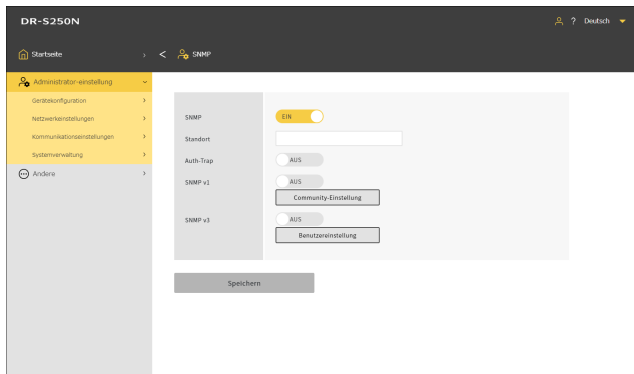 DR-S250N
? Deutsch
Startseite
SNMP
Administrator-einstellung
Gerätekonfiguration
Netzwerkeinstellungen
Kommunikationseinstellungen
Systemverwaltung
Andere
SNMP EIN
Standort
Auth-Trap AUS
SNMP v1 AUS
Community-Einstellung
SNMP v3 AUS
Benutzereinstellung
Speichern